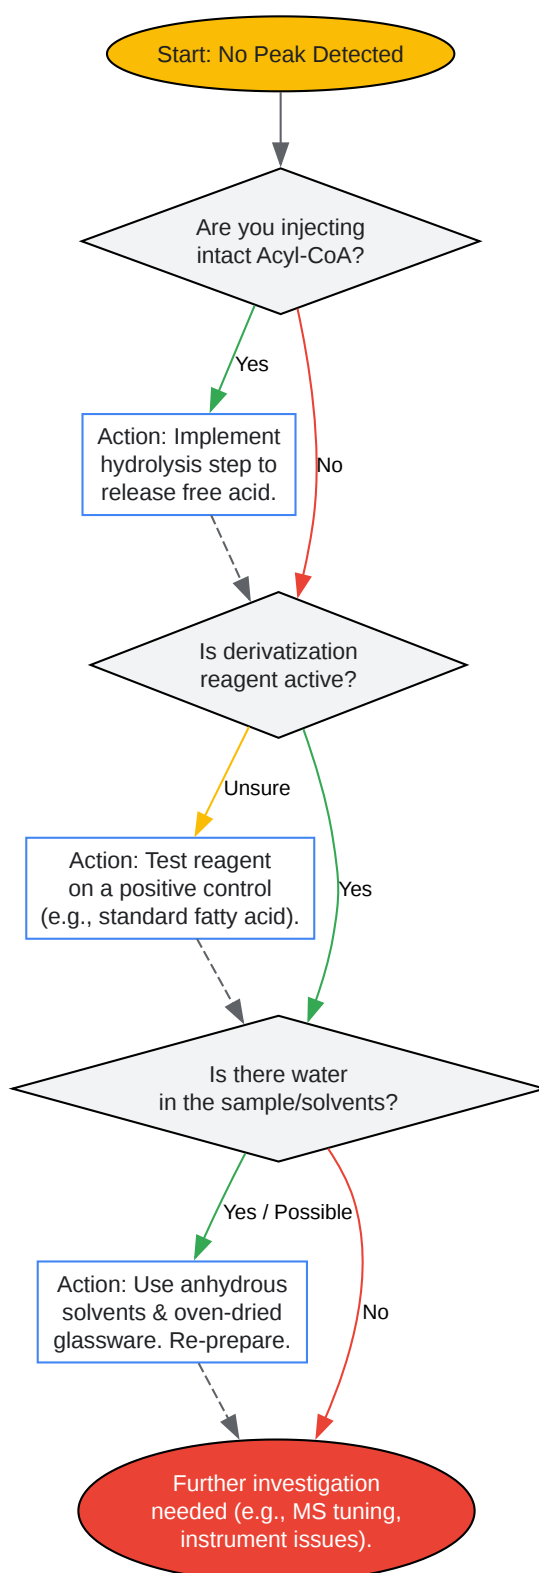 Start: No Peak Detected
Are you injecting
intact Acyl-CoA?
Yes
Action: Implement
hydrolysis step to
release free acid.
No
Is derivatization
reagent active?
Unsure
Action: Test reagent
on a positive control
(e.g., standard fatty acid).
Yes
Is there water
in the sample/solvents?
Yes / Possible
Action: Use anhydrous
solvents & oven-dried
glassware. Re-prepare.
No
Further investigation
needed (e.g., MS tuning,
instrument issues).